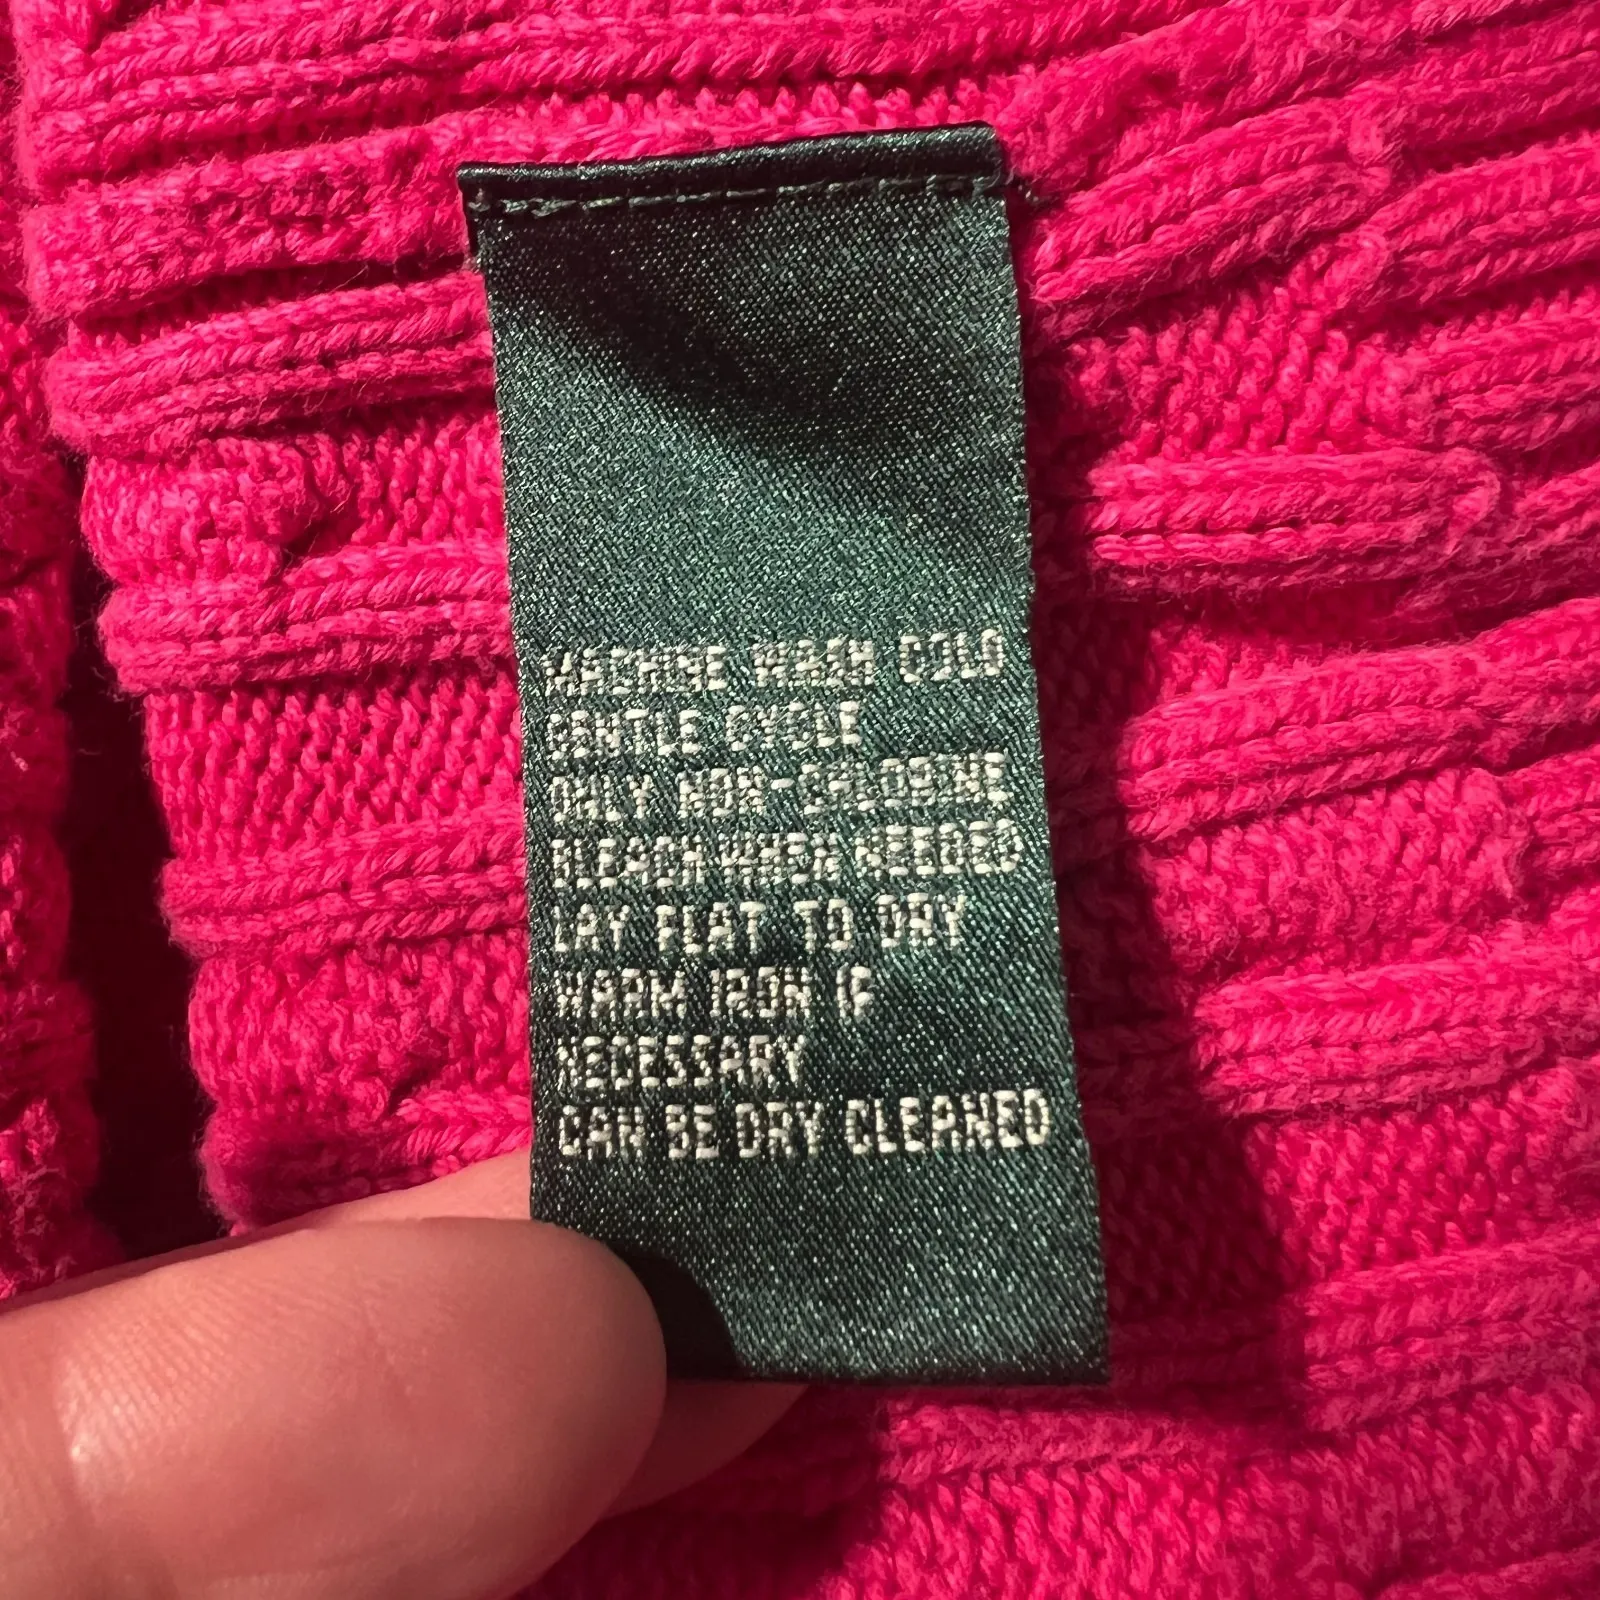 MACHINE WASH COLD
GENTLE CYCLE
ONLY NON-CHLORINE
BLEACH WHEN NEEDED
LAY FLAT TO DRY
WARM IRON IF
NECESSARY
CAN BE DRY CLEANED